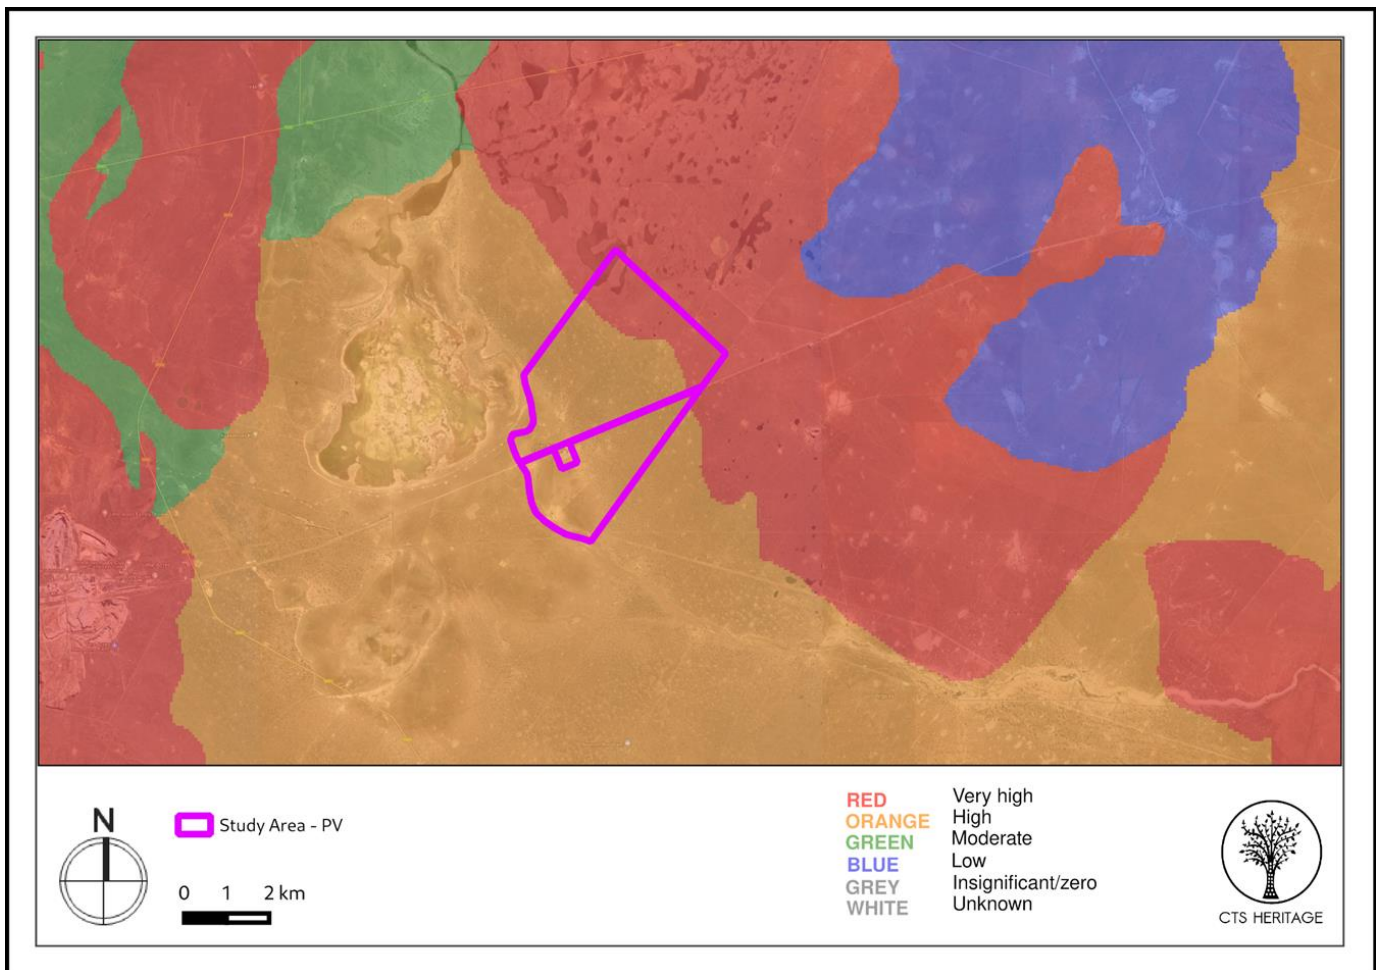 N
Study Area - PV
0 1 2 km
RED Very high
ORANGE High
GREEN Moderate
BLUE Low
GREY Insignificant/zero
WHITE Unknown
CTS HERITAGE